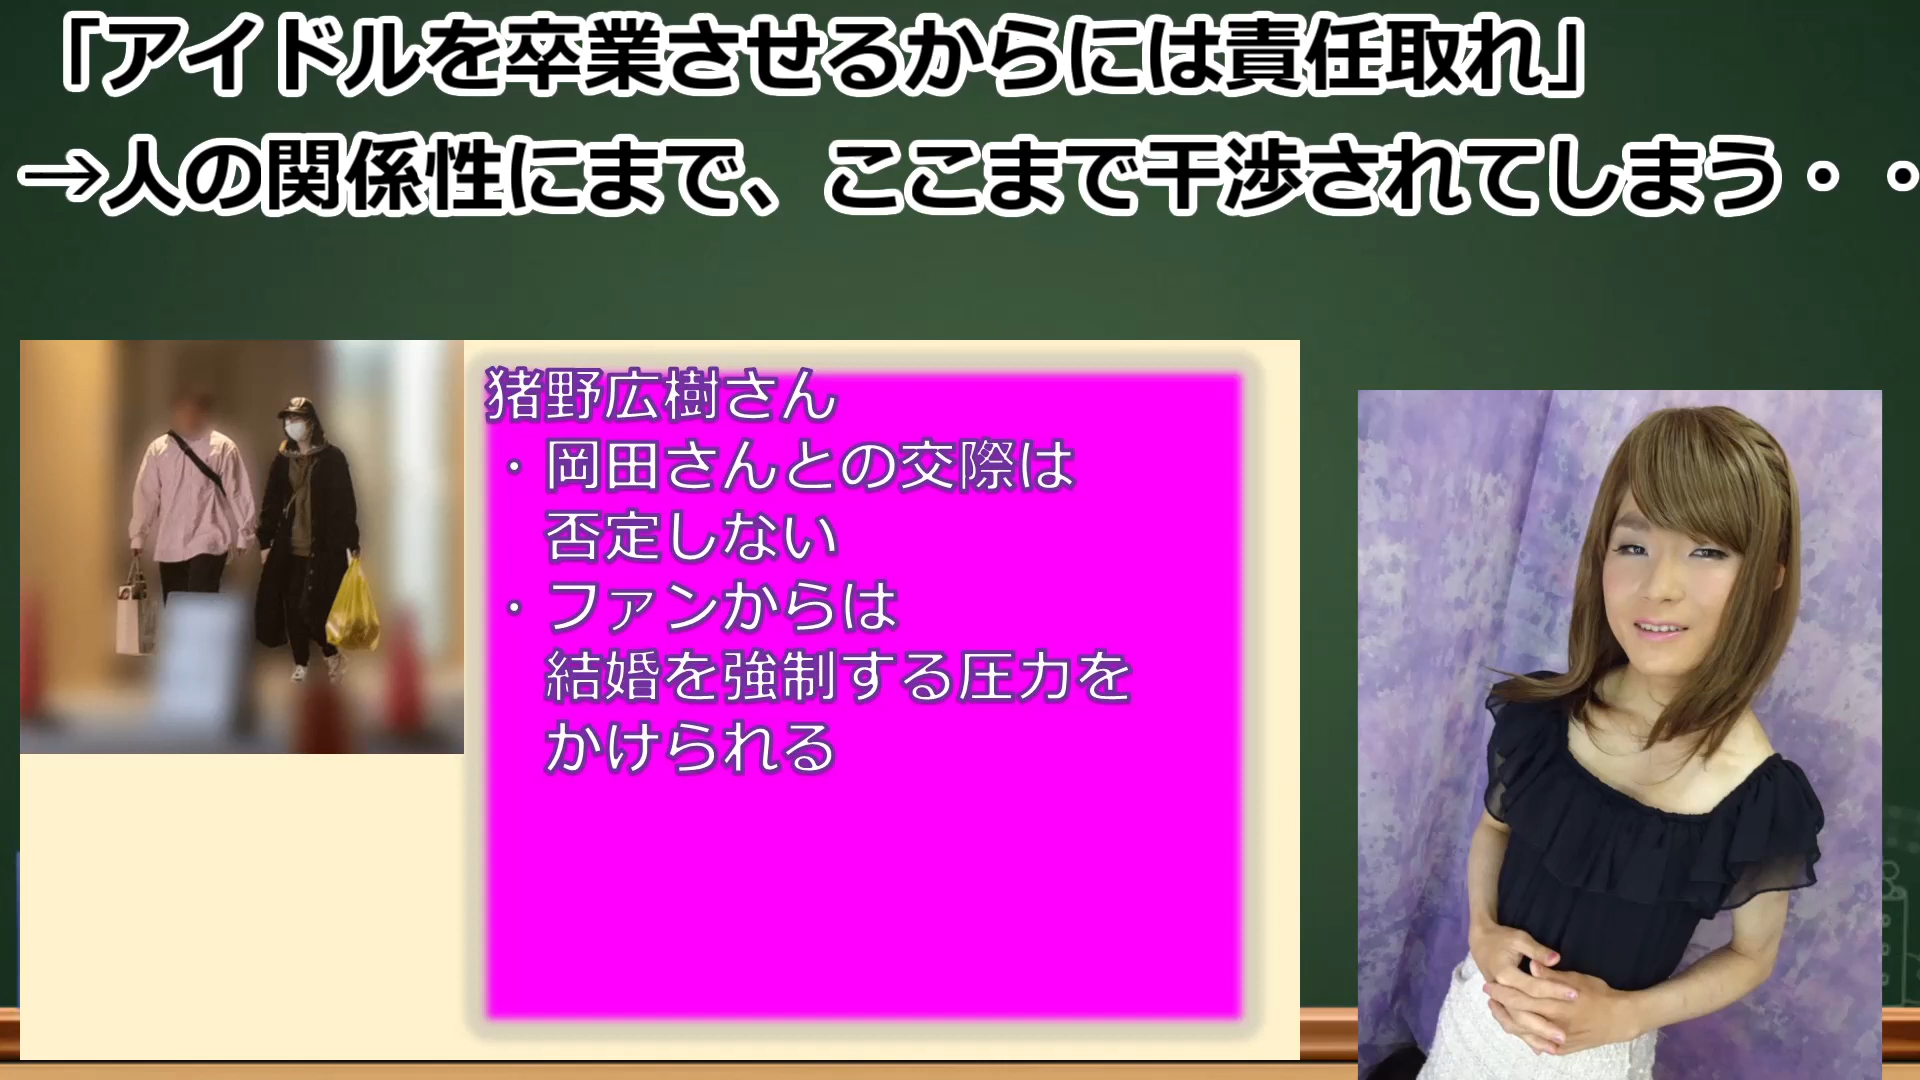 「アイドルを卒業させるからには責任取れ」
→人の関係性にまで、ここまで干渉されてしまう・・
猪野広樹さん
・岡田さんとの交際は
否定しない
・ファンからは
結婚を強制する圧力を
かけられる